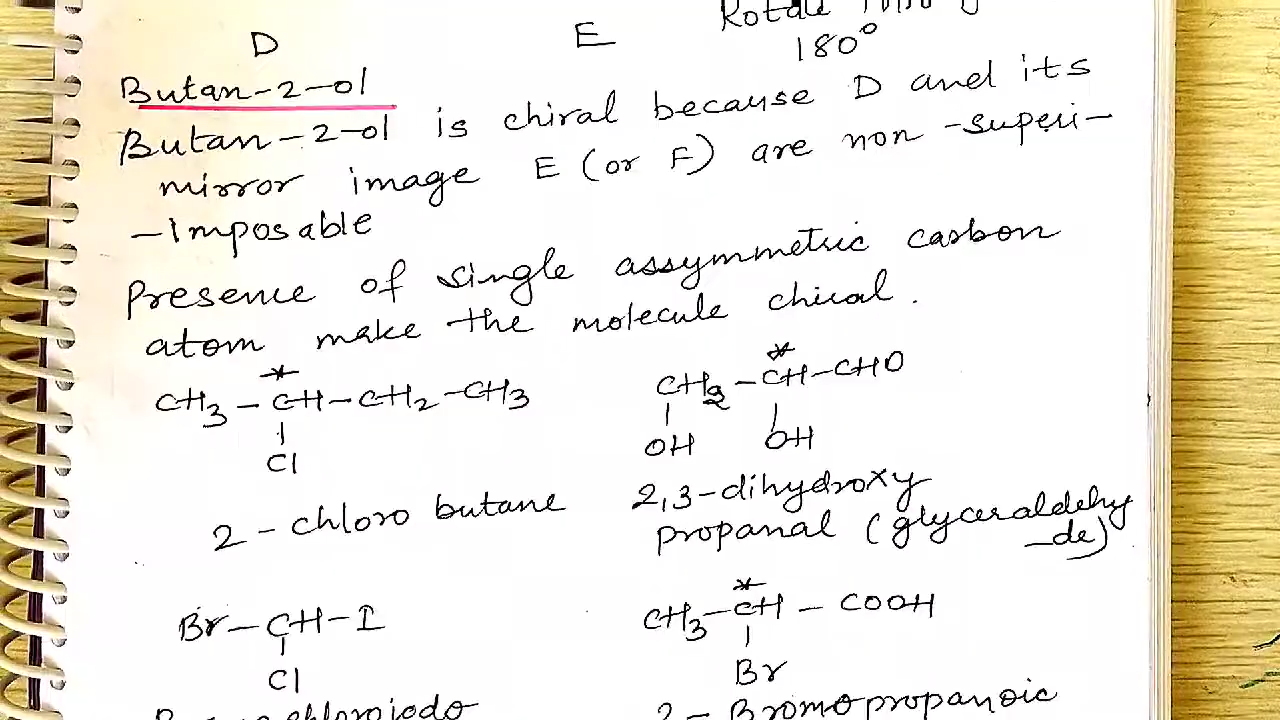 D E
180°
Butan-2-ol
Butan-2-ol is chiral because D and its
mirror image E (or F) are non-superi-
-Imposable
Presence of single assymmetric carbon
atom make the molecule chiral.
* *
CH3-CH-CH2-CH3 CH2-CH-CHO
Cl OH OH
2-chloro butane 2,3-dihydroxy
propanal (glyceraldehy
-de)
*
Br-CH-I CH3-CH-COOH
Cl Br
2-Bromopropanoic